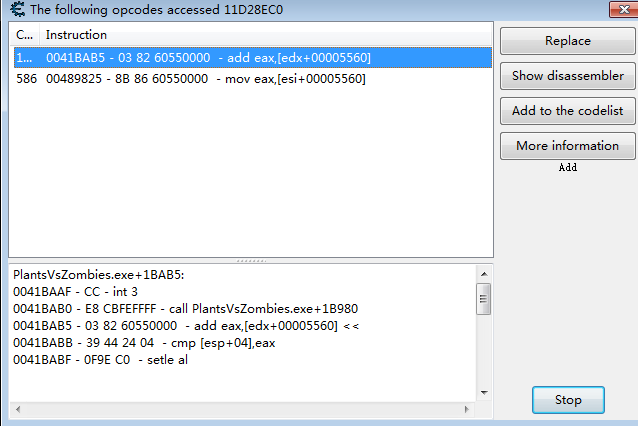 The following opcodes accessed 11D28EC0
C... Instruction
1... 0041BAB5 - 03 82 60550000 - add eax,[edx+00005560]
586 00489825 - 8B 86 60550000 - mov eax,[esi+00005560]
Replace
Show disassembler
Add to the codelist
More information
Add
PlantsVsZombies.exe+1BAB5:
0041BAAF - CC - int 3
0041BAB0 - E8 CBFEFFFF - call PlantsVsZombies.exe+1B980
0041BAB5 - 03 82 60550000 - add eax,[edx+00005560] <<
0041BABB - 39 44 24 04 - cmp [esp+04],eax
0041BABF - 0F9E C0 - setle al
Stop